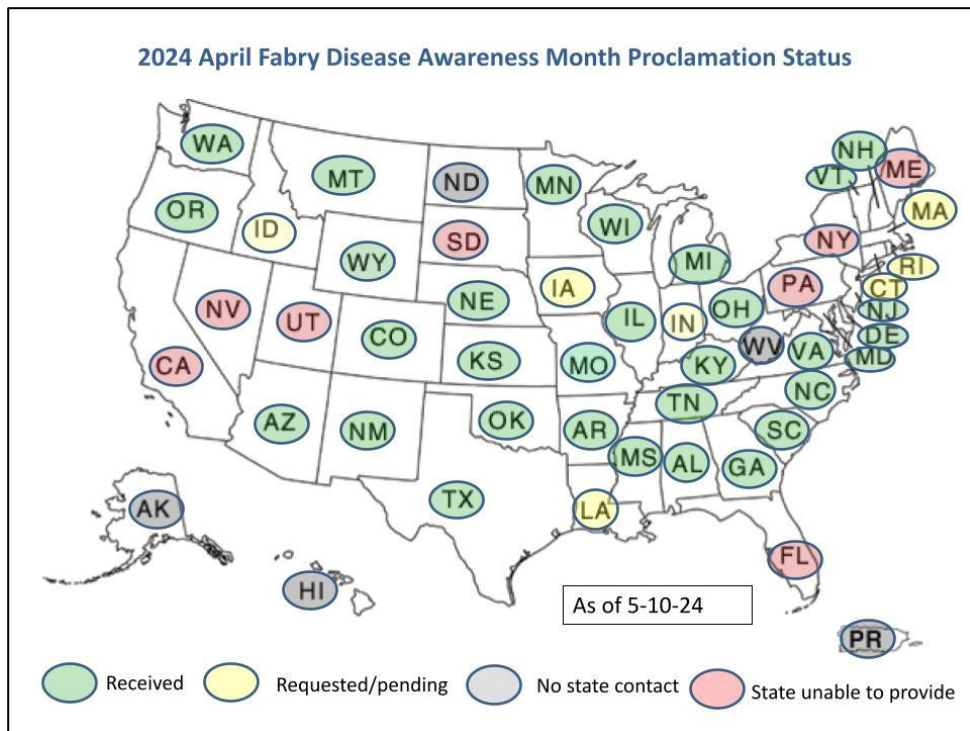 2024 April Fabry Disease Awareness Month Proclamation Status
WA
MT
ND
MN
NH
VT
ME
OR
ID
WY
SD
WI
MI
NY
MA
RI
NV
UT
CO
NE
IA
IL
IN
OH
PA
CT
NJ
DE
MD
CA
KS
MO
KY
WV
VA
AZ
NM
OK
AR
TN
NC
SC
MS
AL
GA
TX
LA
FL
AK
HI
As of 5-10-24
PR
Received
Requested/pending
No state contact
State unable to provide